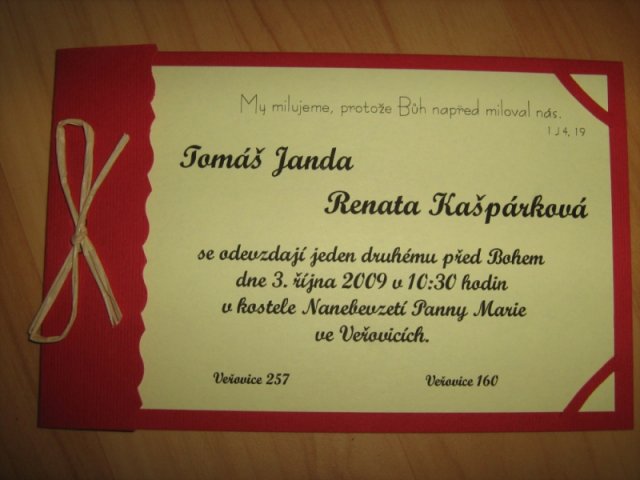 My milujeme, protože Bůh napřed miloval nás.
1 J 4, 19
Tomáš Janda
Renata Kašpárková
se odevzdají jeden druhému před Bohem
dne 3. října 2009 v 10:30 hodin
v kostele Nanebevzetí Panny Marie
ve Veřovicích.
Veřovice 257 Veřovice 160